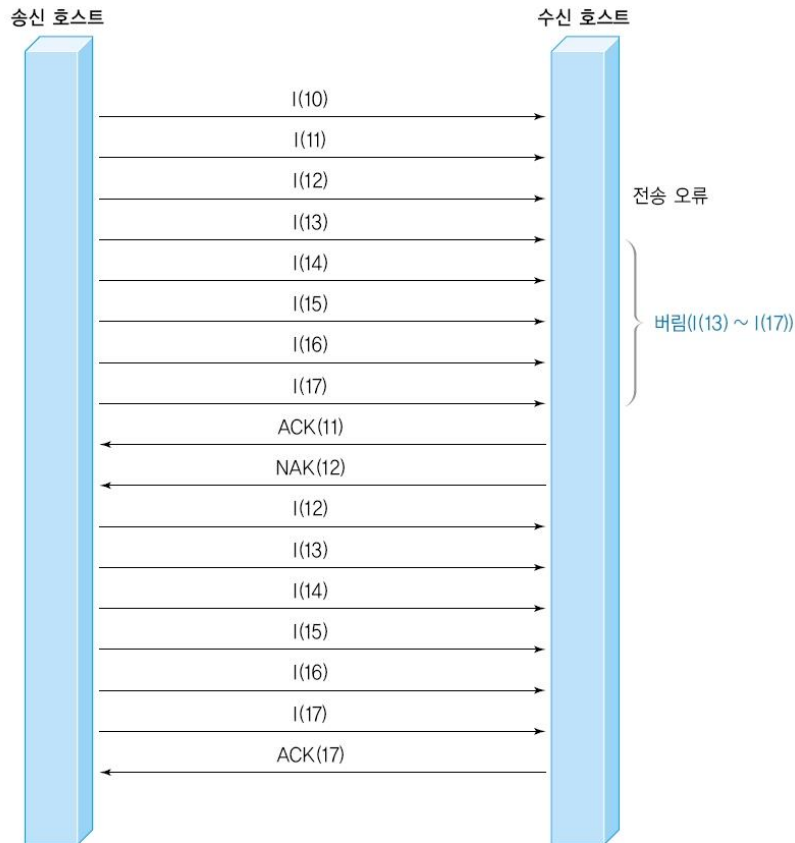 송신 호스트
수신 호스트
I(10)
I(11)
I(12)
전송 오류
I(13)
I(14)
I(15)
버림(I(13) ~ I(17))
I(16)
I(17)
ACK(11)
NAK(12)
I(12)
I(13)
I(14)
I(15)
I(16)
I(17)
ACK(17)